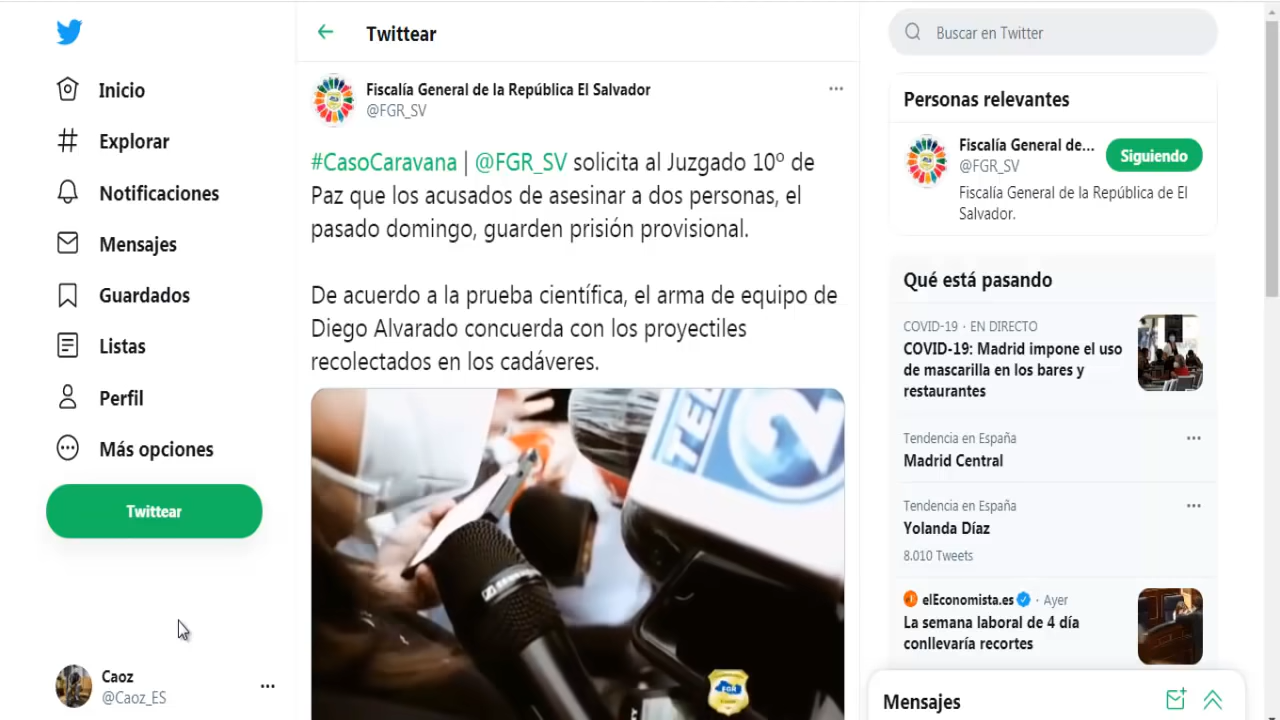 Inicio
Explorar
Notificaciones
Mensajes
Guardados
Listas
Perfil
Más opciones
Twittear
Caoz
@Caoz_ES
Twittear
Fiscalía General de la República El Salvador
@FGR_SV
#CasoCaravana | @FGR_SV solicita al Juzgado 10º de
Paz que los acusados de asesinar a dos personas, el
pasado domingo, guarden prisión provisional.
De acuerdo a la prueba científica, el arma de equipo de
Diego Alvarado concuerda con los proyectiles
recolectados en los cadáveres.
TELE
2
FGR
Buscar en Twitter
Personas relevantes
Fiscalía General de...
@FGR_SV
Siguiendo
Fiscalía General de la República de El
Salvador.
Qué está pasando
COVID-19 · EN DIRECTO
COVID-19: Madrid impone el uso
de mascarilla en los bares y
restaurantes
Tendencia en España
Madrid Central
Tendencia en España
Yolanda Díaz
8.010 Tweets
elEconomista.es · Ayer
La semana laboral de 4 día
conllevaría recortes
Mensajes